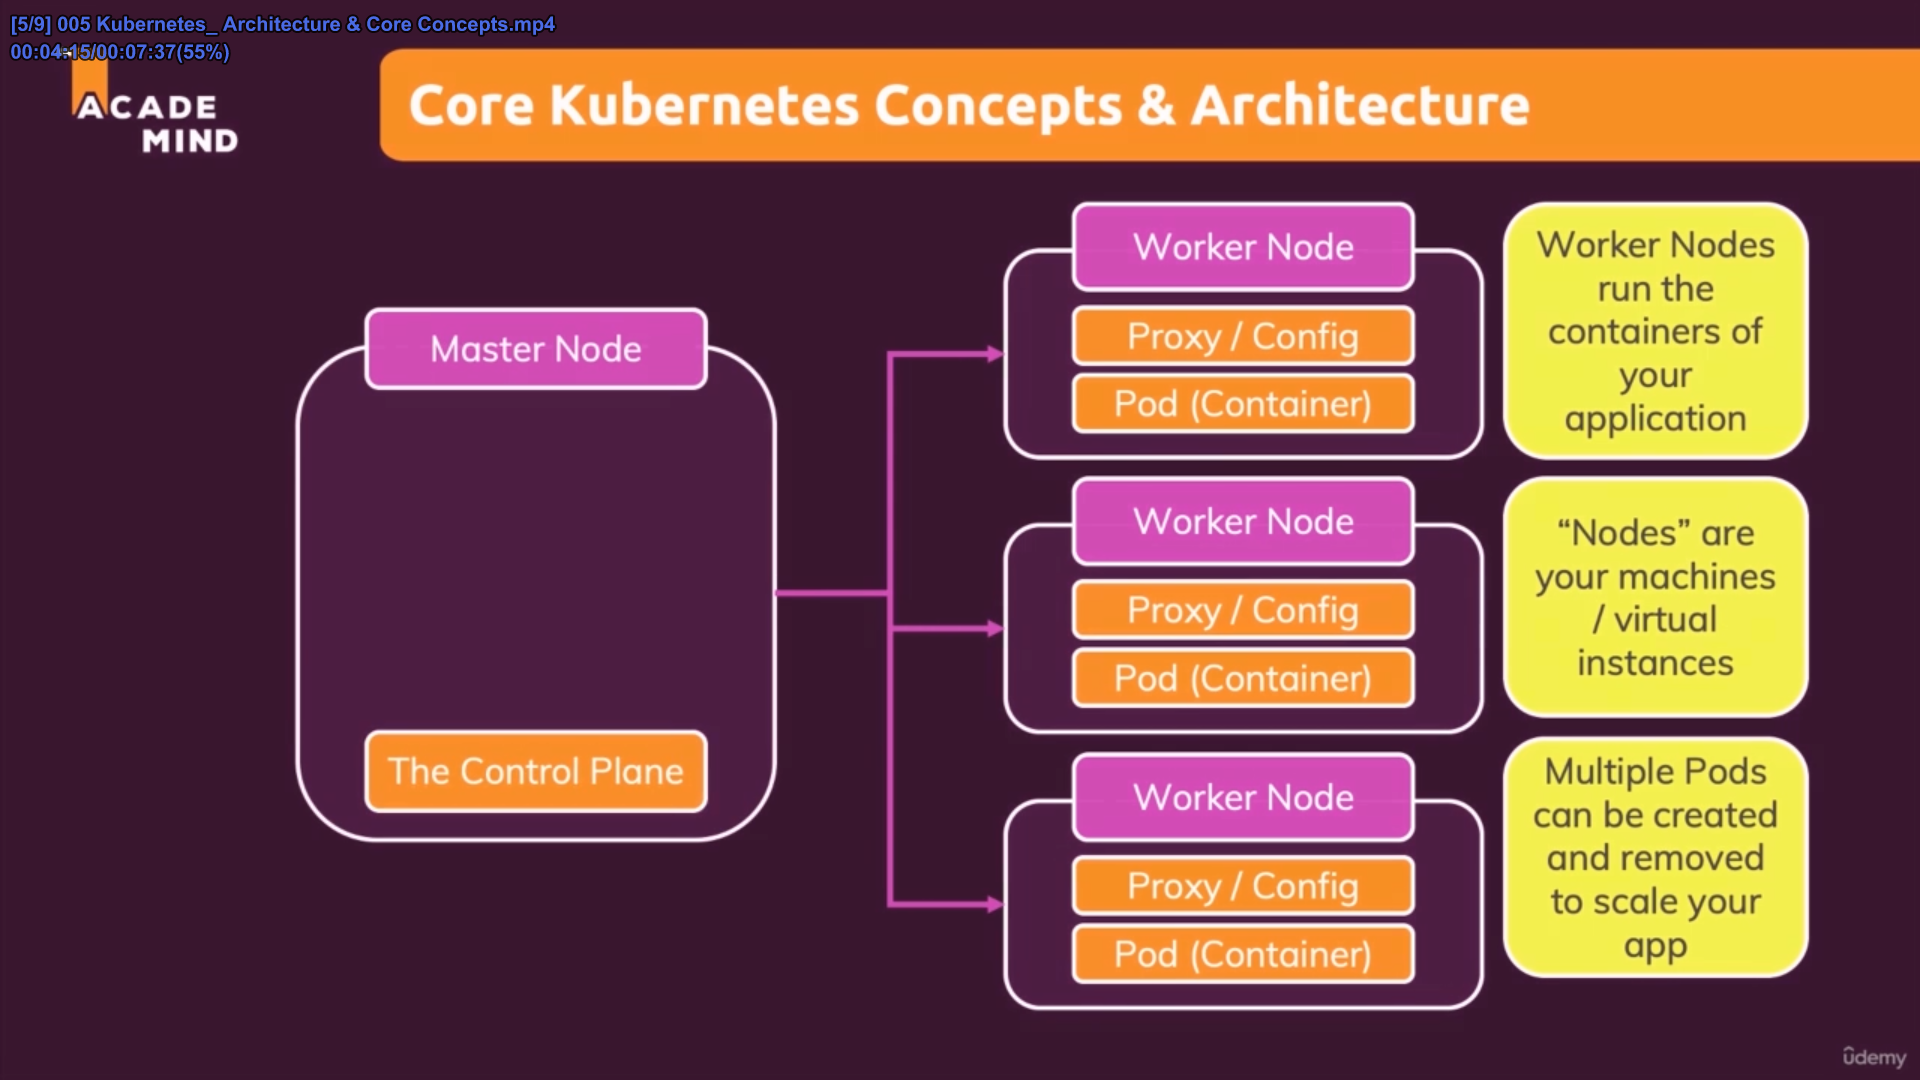 [5/9] 005 Kubernetes_ Architecture & Core Concepts.mp4
00:04:15/00:07:37(55%)
ACADE
MIND
Core Kubernetes Concepts & Architecture
Master Node
The Control Plane
Worker Node
Proxy / Config
Pod (Container)
Worker Nodes
run the
containers of
your
application
Worker Node
Proxy / Config
Pod (Container)
“Nodes” are
your machines
/ virtual
instances
Worker Node
Proxy / Config
Pod (Container)
Multiple Pods
can be created
and removed
to scale your
app
ûdemy